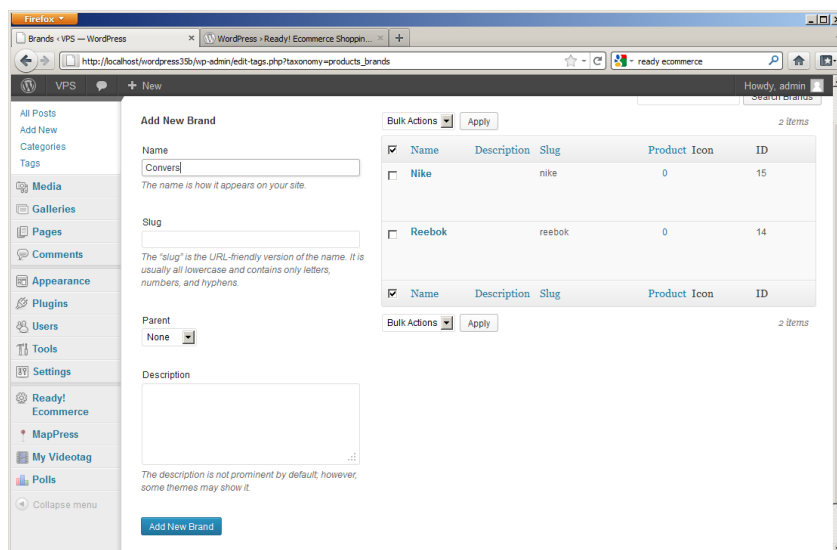 Firefox
Brands ‹ VPS — WordPress
WordPress › Ready! Ecommerce Shoppin...
http://localhost/wordpress35b/wp-admin/edit-tags.php?taxonomy=products_brands
ready ecommerce
VPS
+ New
Howdy, admin
Search Brands
All Posts
Add New
Categories
Tags
Media
Galleries
Pages
Comments
Appearance
Plugins
Users
Tools
Settings
Ready!
Ecommerce
MapPress
My Videotag
Polls
Collapse menu
Add New Brand
Name
Convers
The name is how it appears on your site.
Slug
The "slug" is the URL-friendly version of the name. It is
usually all lowercase and contains only letters,
numbers, and hyphens.
Parent
None
Description
The description is not prominent by default; however,
some themes may show it.
Add New Brand
Bulk Actions Apply 2 items
Name Description Slug Product Icon ID
Nike nike 0 15
Reebok reebok 0 14
Name Description Slug Product Icon ID
Bulk Actions Apply 2 items